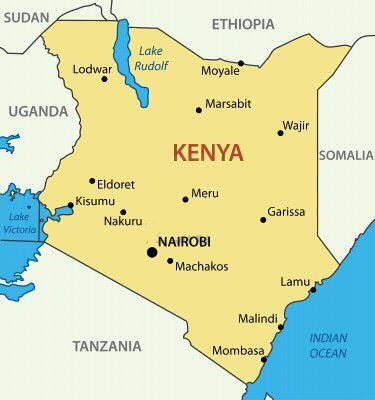 SUDAN
ETHIOPIA
Lake
Rudolf
Lodwar
Moyale
Marsabit
UGANDA
Wajir
KENYA
SOMALIA
Eldoret
Kisumu
Meru
Nakuru
Garissa
Lake
Victoria
NAIROBI
Machakos
Lamu
Malindi
INDIAN
OCEAN
TANZANIA
Mombasa